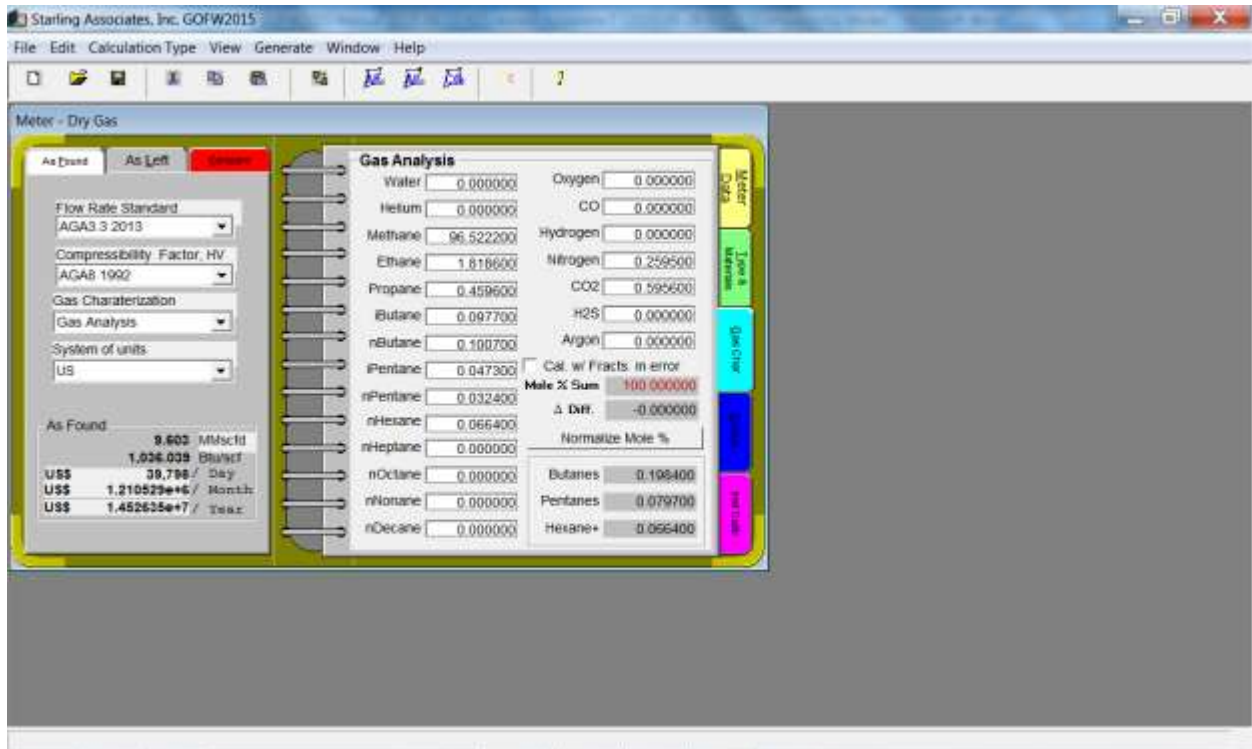 Starling Associates, Inc. GOFW2015
File Edit Calculation Type View Generate Window Help
Meter - Dry Gas
As Found As Left
Flow Rate Standard
AGA3.3 2013
Compressibility Factor, HV
AGA8 1992
Gas Charaterization
Gas Analysis
System of units
US
As Found
9.603 MMscfd
1,036.039 Btu/scf
US$ 39,798/ Day
US$ 1.210529e+6/ Month
US$ 1.452635e+7/ Year
Gas Analysis
Water 0.000000
Helium 0.000000
Methane 96.522200
Ethane 1.818600
Propane 0.459600
iButane 0.097700
nButane 0.100700
iPentane 0.047300
nPentane 0.032400
nHexane 0.066400
nHeptane 0.000000
nOctane 0.000000
nNonane 0.000000
nDecane 0.000000
Oxygen 0.000000
CO 0.000000
Hydrogen 0.000000
Nitrogen 0.259500
CO2 0.595600
H2S 0.000000
Argon 0.000000
Cal. w/ Fracts. in error
Mole % Sum 100.000000
Δ Diff. -0.000000
Normalize Mole %
Butanes 0.198400
Pentanes 0.079700
Hexane+ 0.066400
Meter Data
Type & Materials
Gas Char